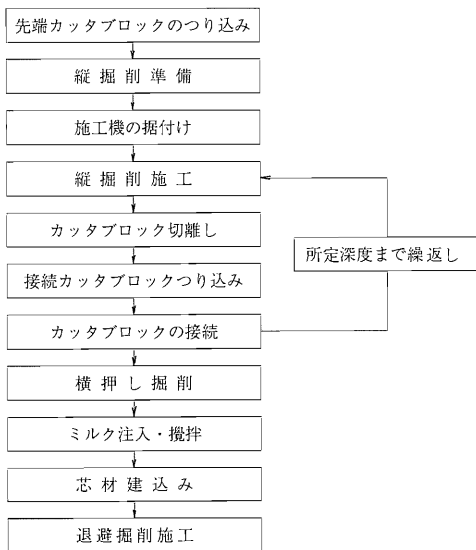 先端カッタブロックのつり込み
縦掘削準備
施工機の据付け
縦掘削施工
カッタブロック切離し
所定深度まで繰返し
接続カッタブロックつり込み
カッタブロックの接続
横押し掘削
ミルク注入・攪拌
芯材建込み
退避掘削施工